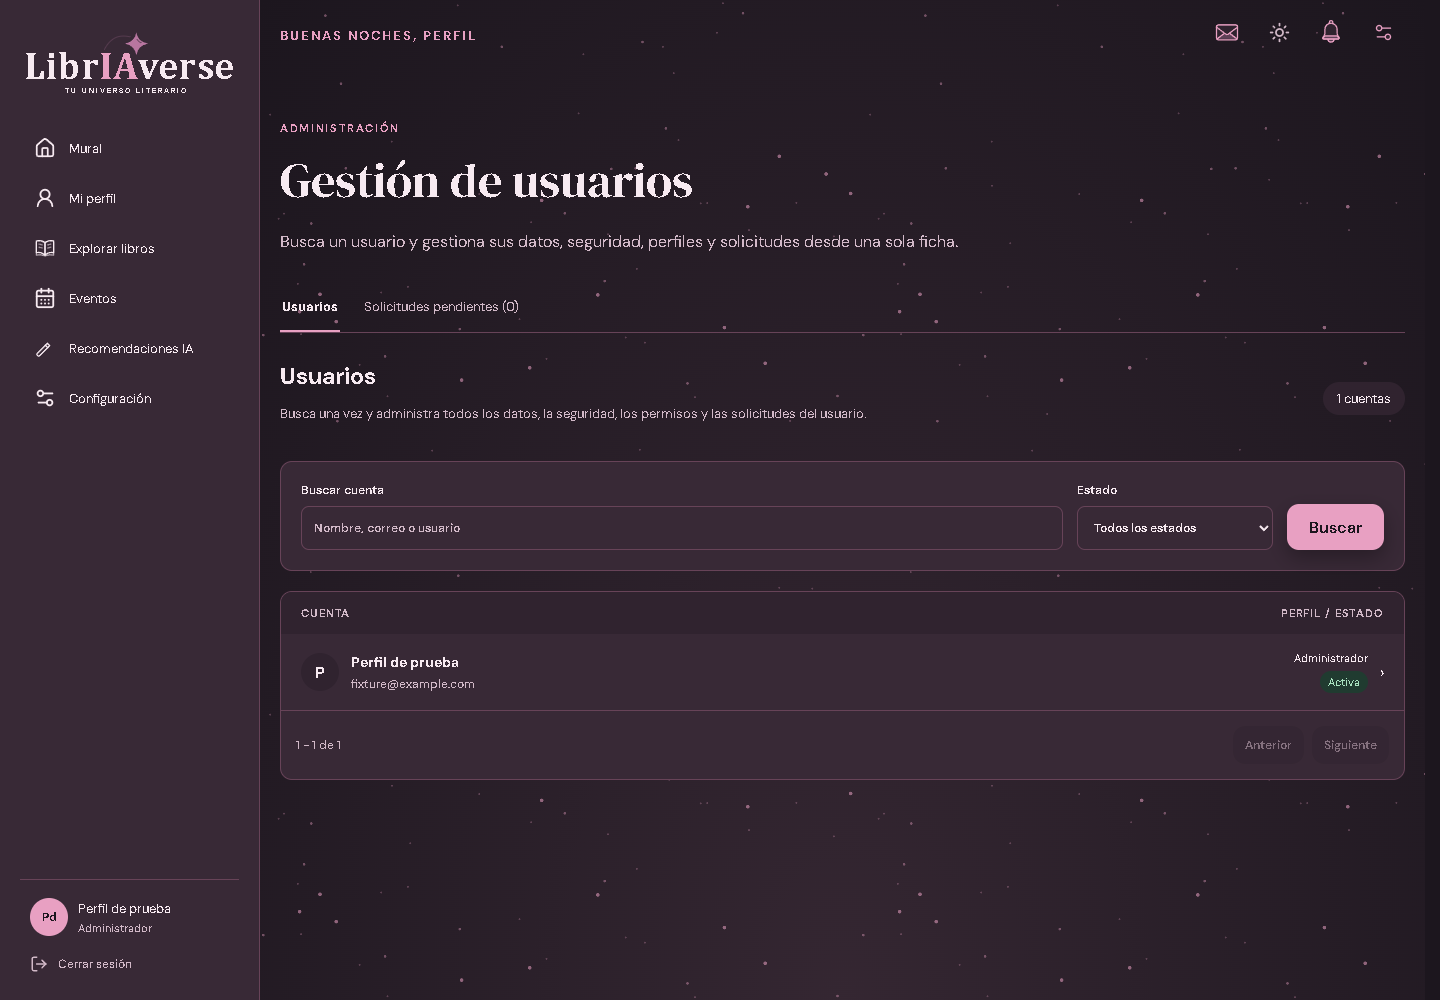 LibrIAverse
TU UNIVERSO LITERARIO
Mural
Mi perfil
Explorar libros
Eventos
Recomendaciones IA
Configuración
Pd
Perfil de prueba
Administrador
Cerrar sesión
BUENAS NOCHES, PERFIL
ADMINISTRACIÓN
Gestión de usuarios
Busca un usuario y gestiona sus datos, seguridad, perfiles y solicitudes desde una sola ficha.
Usuarios
Solicitudes pendientes (0)
Usuarios
Busca una vez y administra todos los datos, la seguridad, los permisos y las solicitudes del usuario.
1 cuentas
Buscar cuenta
Nombre, correo o usuario
Estado
Todos los estados
Buscar
CUENTA
PERFIL / ESTADO
P
Perfil de prueba
fixture@example.com
Administrador
Activa
1–1 de 1
Anterior
Siguiente